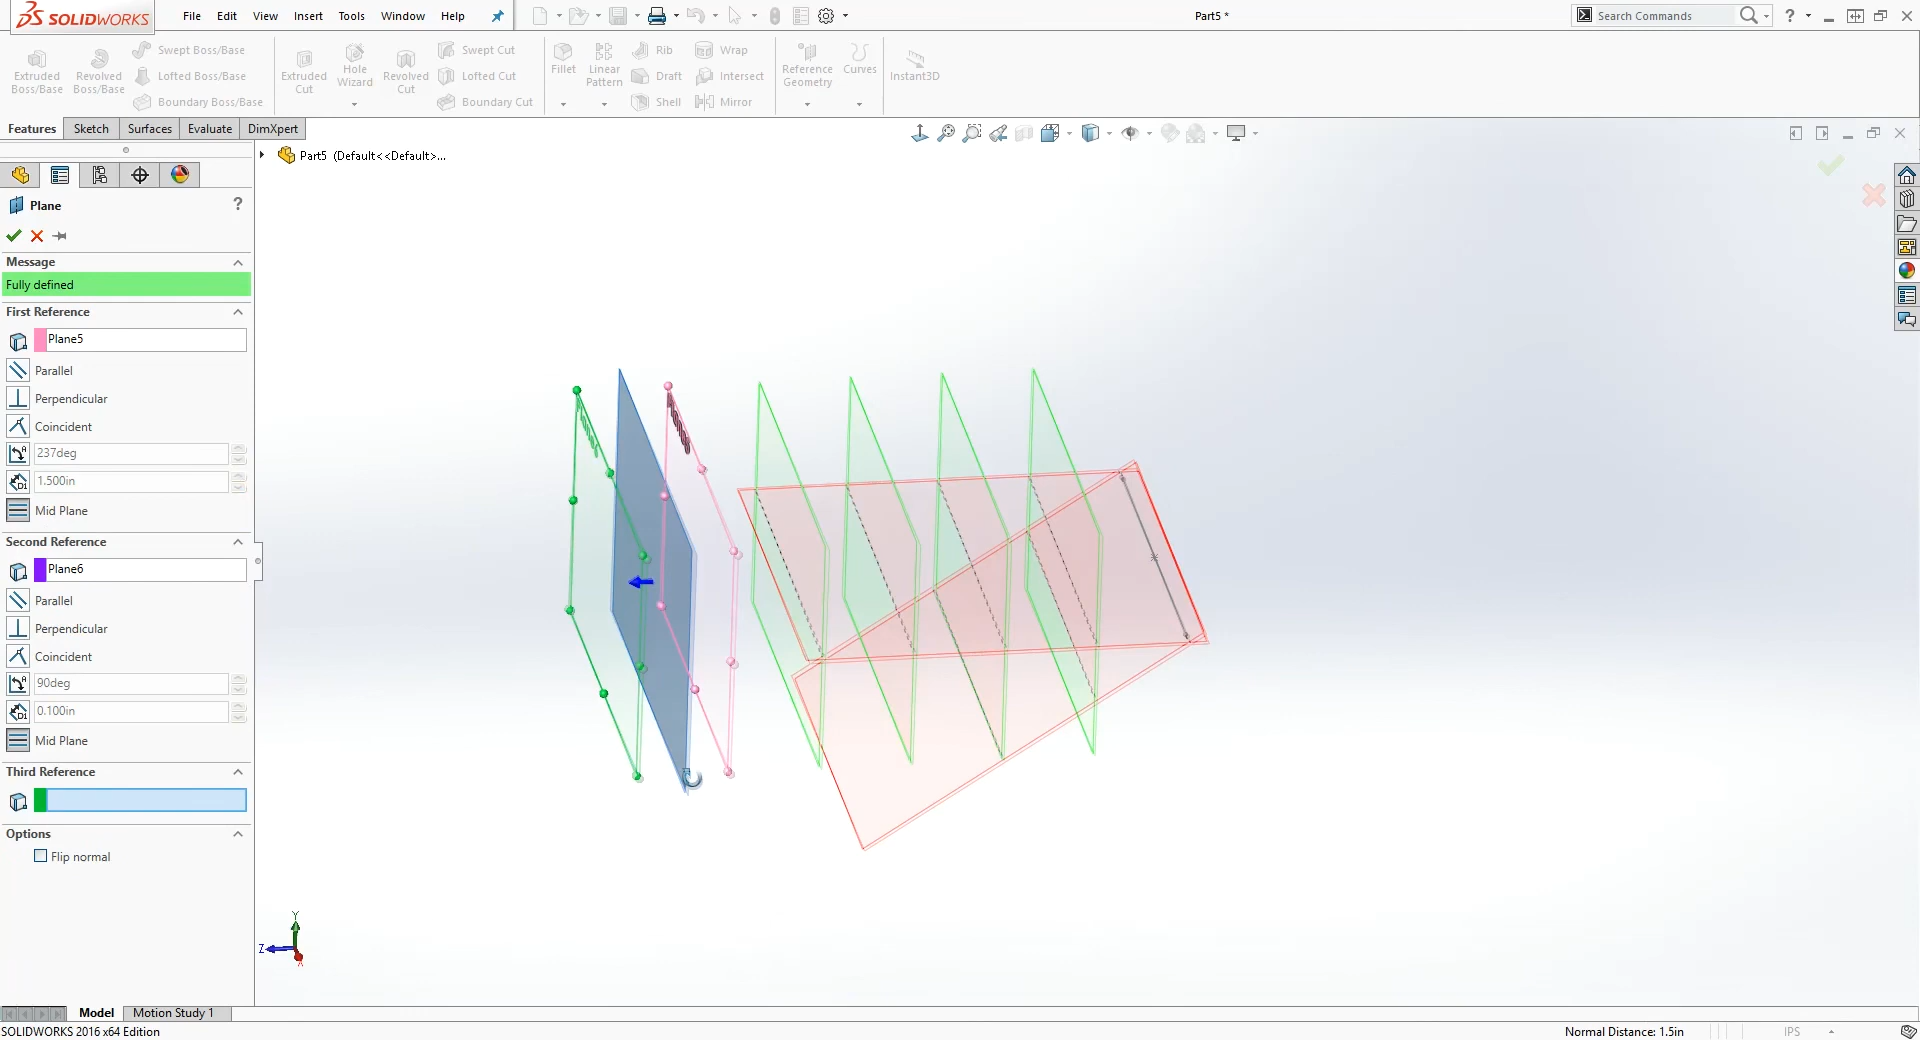 SOLIDWORKS
File Edit View Insert Tools Window Help
Part5 *
Search Commands
Extruded Boss/Base
Revolved Boss/Base
Swept Boss/Base
Lofted Boss/Base
Boundary Boss/Base
Extruded Cut
Hole Wizard
Revolved Cut
Swept Cut
Lofted Cut
Boundary Cut
Fillet
Linear Pattern
Rib
Draft
Shell
Wrap
Intersect
Mirror
Reference Geometry
Curves
Instant3D
Features Sketch Surfaces Evaluate DimXpert
Part5 (Default<<Default>...
Plane
?
Message
Fully defined
First Reference
Plane5
Parallel
Perpendicular
Coincident
237deg
1.500in
Mid Plane
Second Reference
Plane6
Parallel
Perpendicular
Coincident
90deg
0.100in
Mid Plane
Third Reference
Options
Flip normal
Y
Z
X
Model Motion Study 1
SOLIDWORKS 2016 x64 Edition
Normal Distance: 1.5in
IPS